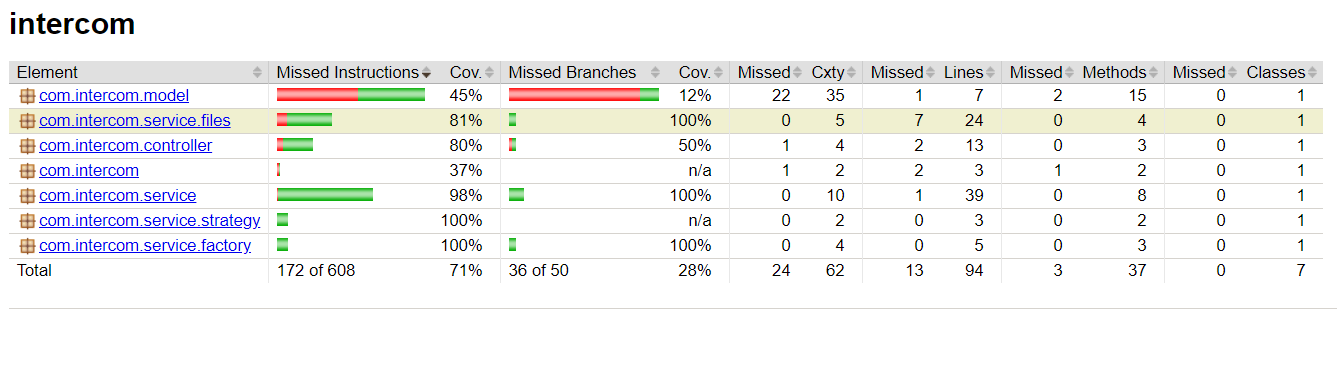 intercom
Element Missed Instructions Cov. Missed Branches Cov. Missed Cxty Missed Lines Missed Methods Missed Classes
com.intercom.model 45% 12% 22 35 1 7 2 15 0 1
com.intercom.service.files 81% 100% 0 5 7 24 0 4 0 1
com.intercom.controller 80% 50% 1 4 2 13 0 3 0 1
com.intercom 37% n/a 1 2 2 3 1 2 0 1
com.intercom.service 98% 100% 0 10 1 39 0 8 0 1
com.intercom.service.strategy 100% n/a 0 2 0 3 0 2 0 1
com.intercom.service.factory 100% 100% 0 4 0 5 0 3 0 1
Total 172 of 608 71% 36 of 50 28% 24 62 13 94 3 37 0 7